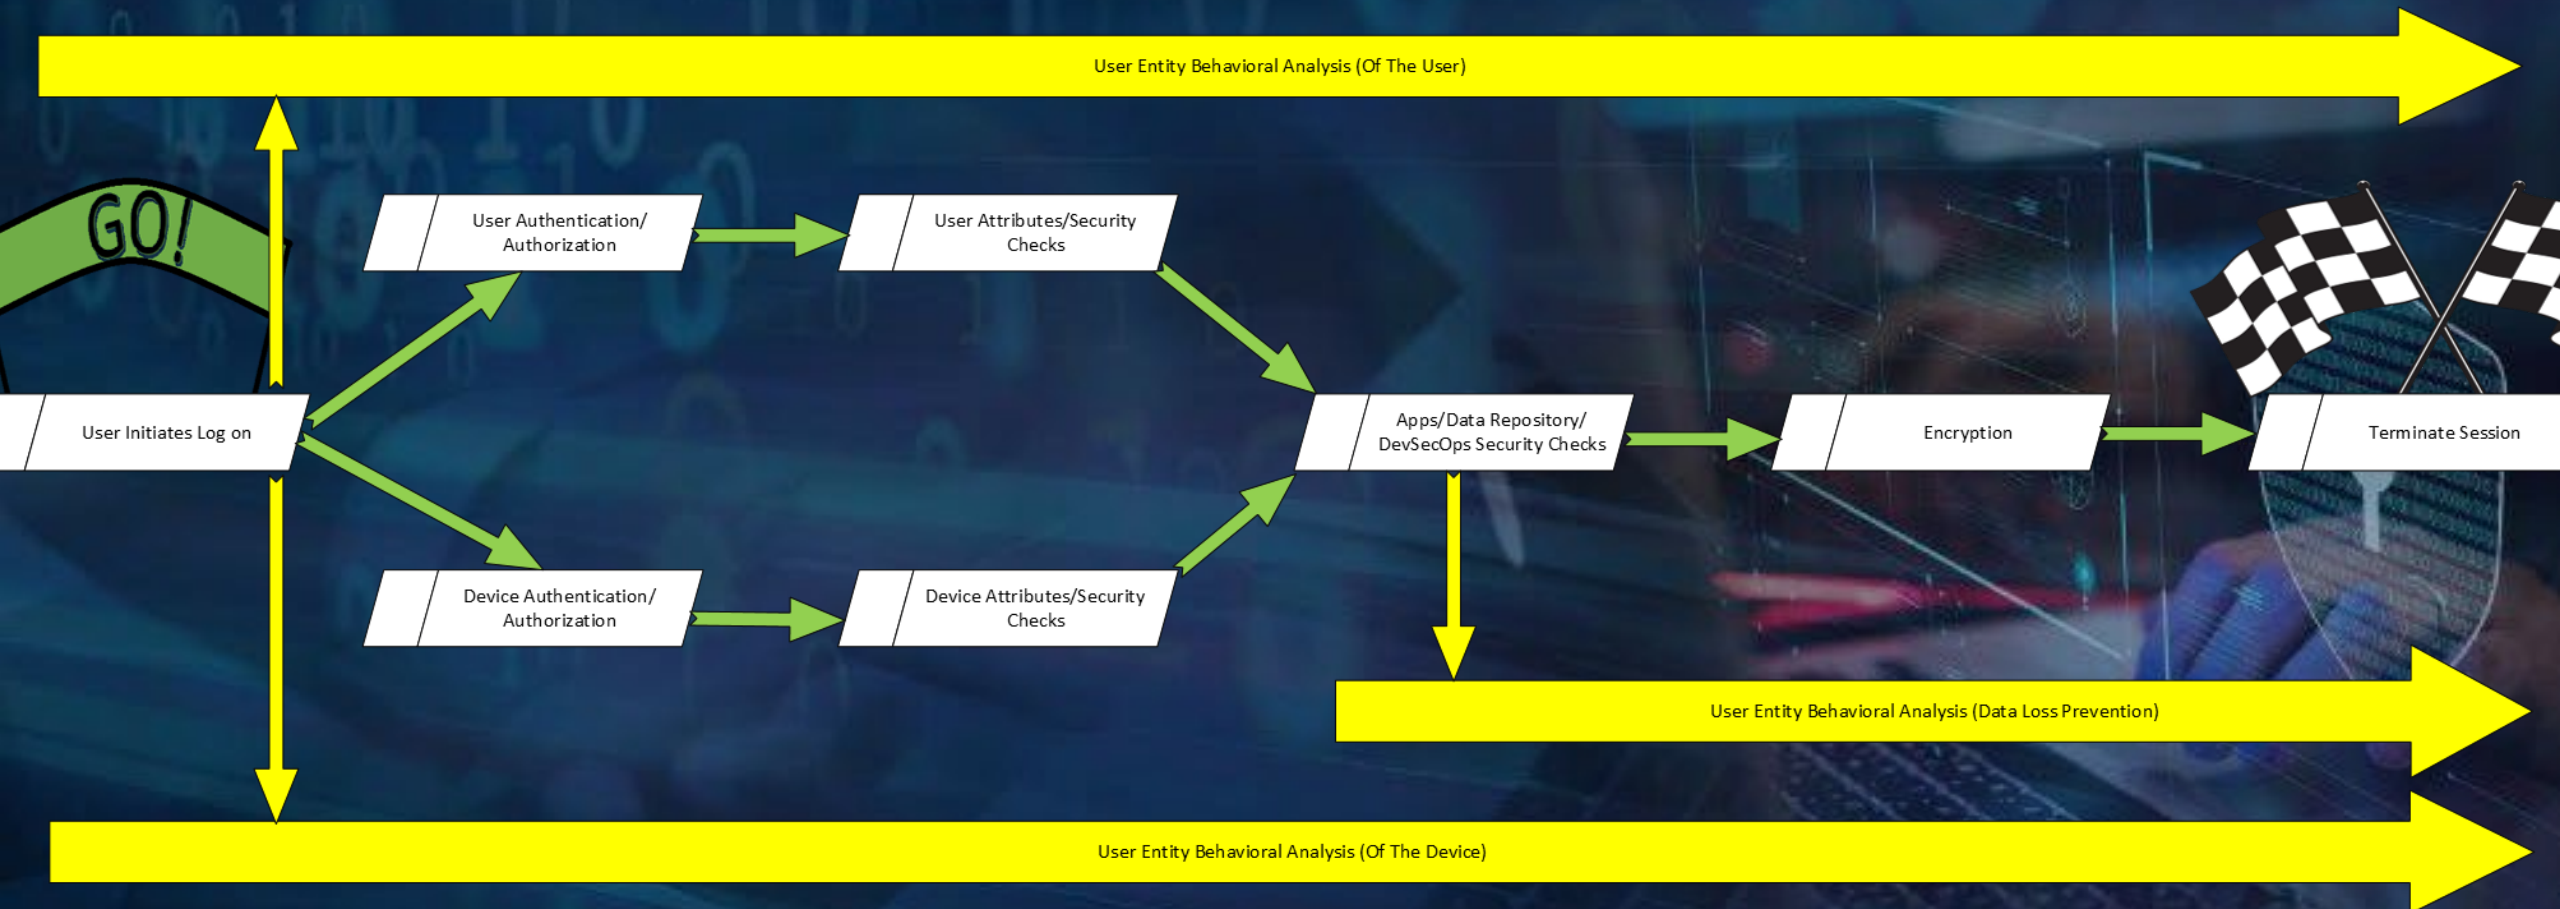 User Entity Behavioral Analysis (Of The User)
GO!
User Authentication/
Authorization
User Attributes/Security
Checks
User Initiates Log on
Apps/Data Repository/
DevSecOps Security Checks
Encryption
Terminate Session
Device Authentication/
Authorization
Device Attributes/Security
Checks
User Entity Behavioral Analysis (Data Loss Prevention)
User Entity Behavioral Analysis (Of The Device)